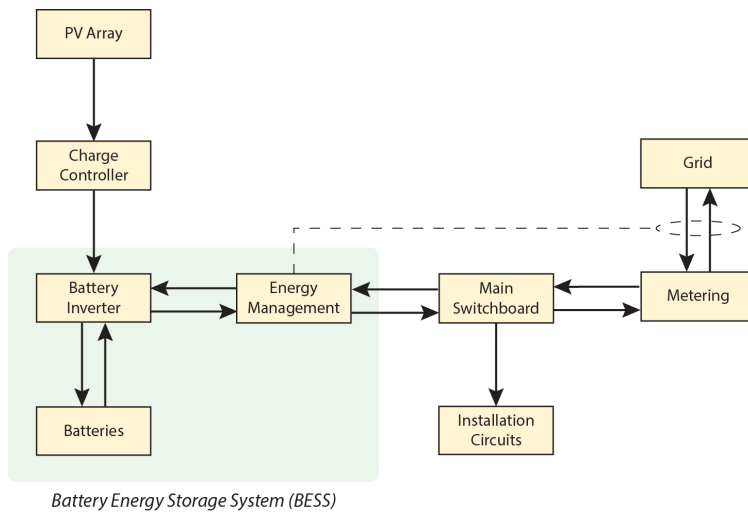 PV Array
Charge
Controller
Grid
Battery
Inverter
Energy
Management
Main
Switchboard
Metering
Batteries
Installation
Circuits
Battery Energy Storage System (BESS)